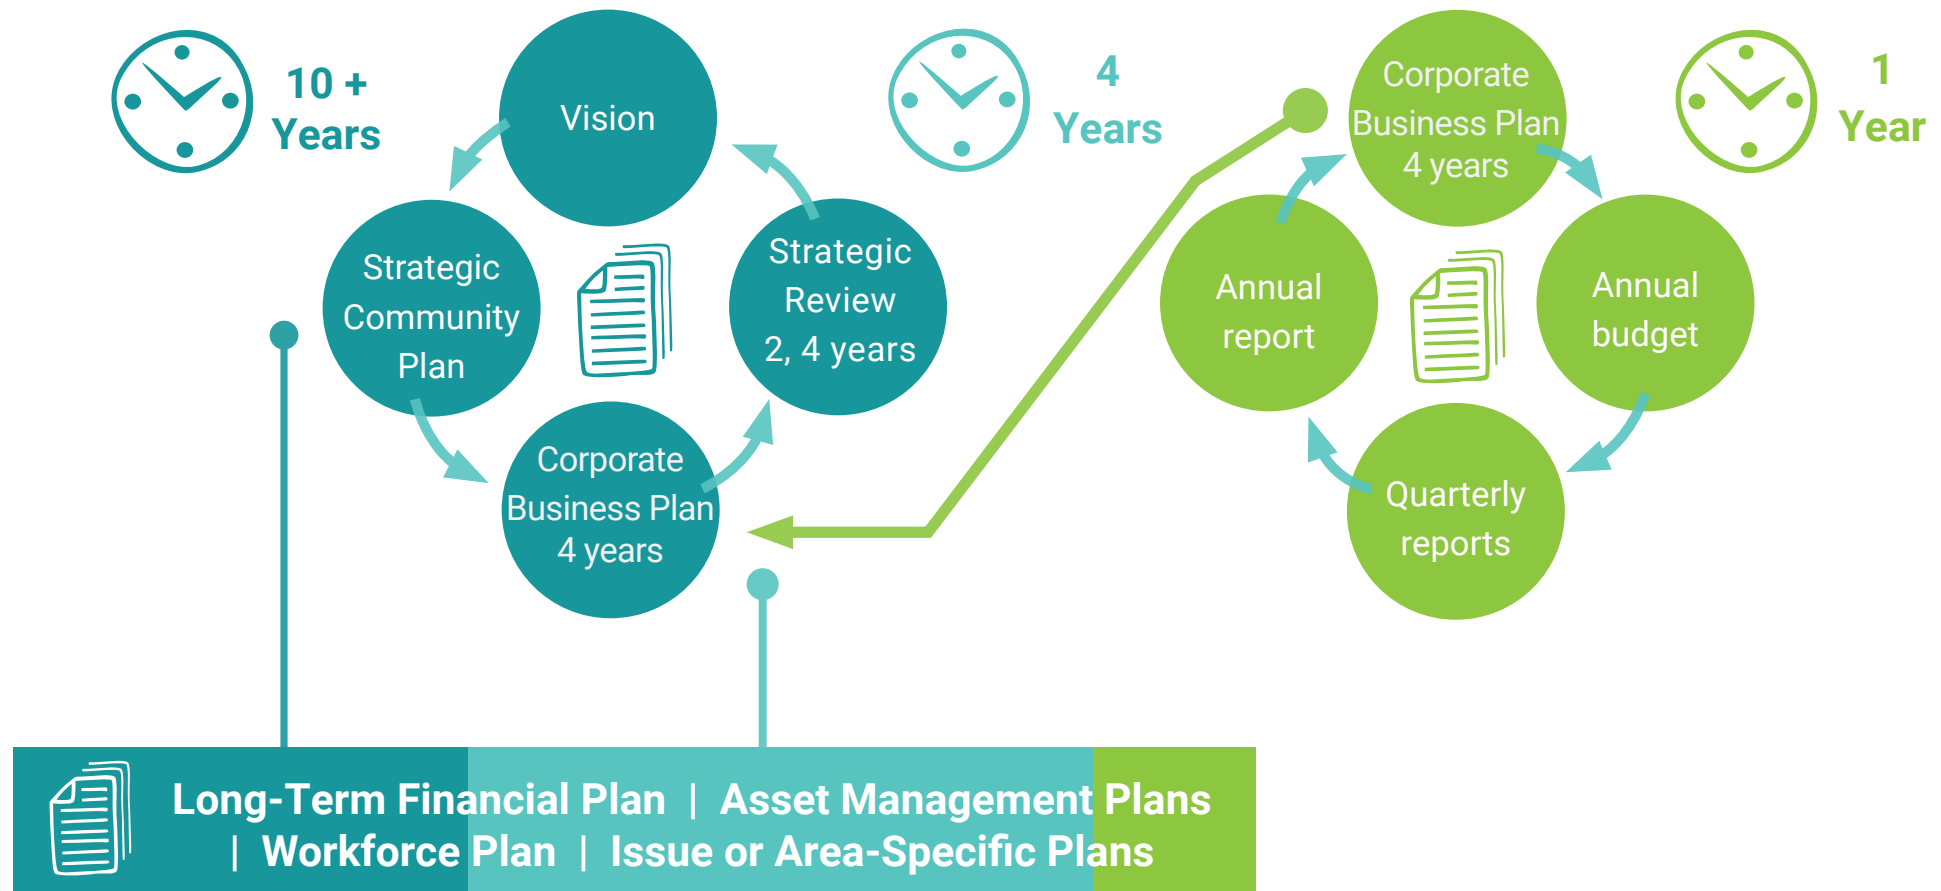 10 +
Years
Vision
Strategic
Community
Plan
Strategic
Review
2, 4 years
Corporate
Business Plan
4 years
4
Years
Corporate
Business Plan
4 years
1
Year
Annual
report
Annual
budget
Quarterly
reports
Long-Term Financial Plan | Asset Management Plans
| Workforce Plan | Issue or Area-Specific Plans